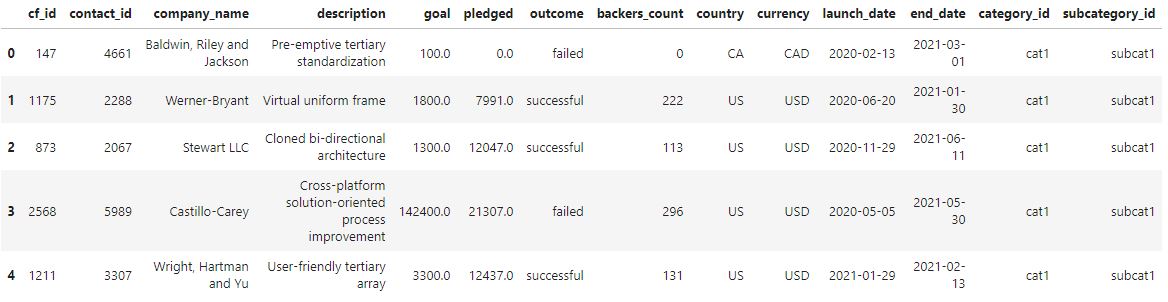 cf_id contact_id company_name description goal pledged outcome backers_count country currency launch_date end_date category_id subcategory_id
0 147 4661 Baldwin, Riley and Jackson Pre-emptive tertiary standardization 100.0 0.0 failed 0 CA CAD 2020-02-13 2021-03-01 cat1 subcat1
1 1175 2288 Werner-Bryant Virtual uniform frame 1800.0 7991.0 successful 222 US USD 2020-06-20 2021-01-30 cat1 subcat1
2 873 2067 Stewart LLC Cloned bi-directional architecture 1300.0 12047.0 successful 113 US USD 2020-11-29 2021-06-11 cat1 subcat1
3 2568 5989 Castillo-Carey Cross-platform solution-oriented process improvement 142400.0 21307.0 failed 296 US USD 2020-05-05 2021-05-30 cat1 subcat1
4 1211 3307 Wright, Hartman and Yu User-friendly tertiary array 3300.0 12437.0 successful 131 US USD 2021-01-29 2021-02-13 cat1 subcat1